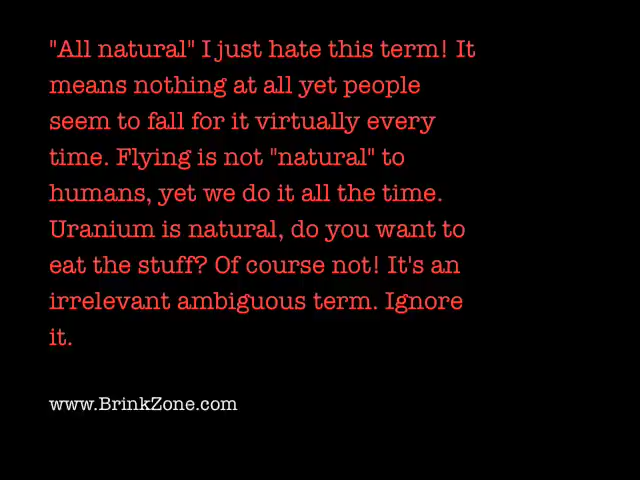 "All natural" I just hate this term! It
means nothing at all yet people
seem to fall for it virtually every
time. Flying is not "natural" to
humans, yet we do it all the time.
Uranium is natural, do you want to
eat the stuff? Of course not! It's an
irrelevant ambiguous term. Ignore
it.
www.BrinkZone.com